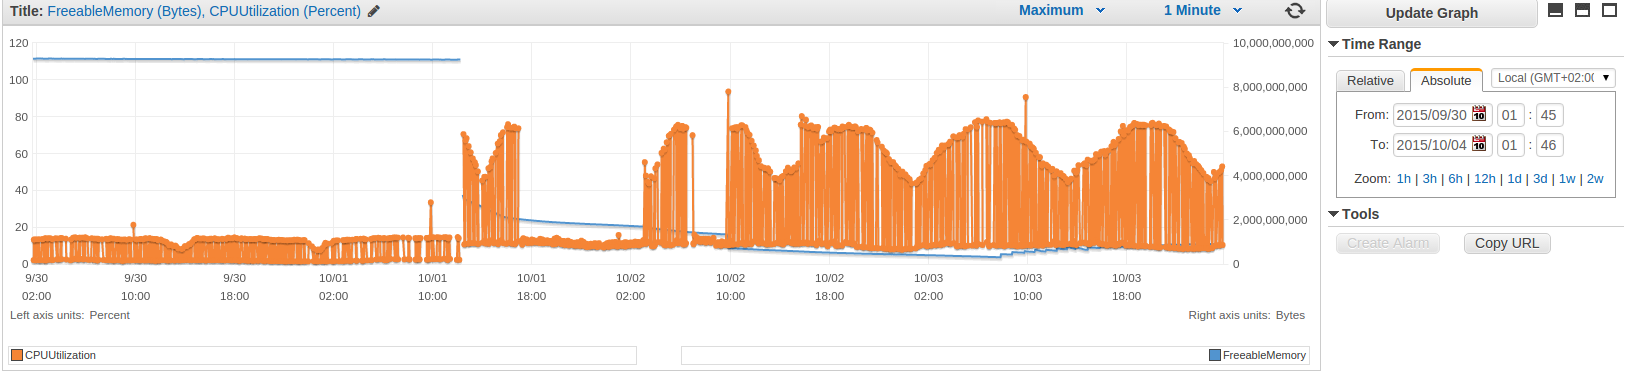 Title: FreeableMemory (Bytes), CPUUtilization (Percent)
Maximum
1 Minute
Update Graph
120
100
80
60
40
20
0
10,000,000,000
8,000,000,000
6,000,000,000
4,000,000,000
2,000,000,000
0
9/30 9/30 9/30 10/01 10/01 10/01 10/02 10/02 10/02 10/03 10/03 10/03
02:00 10:00 18:00 02:00 10:00 18:00 02:00 10:00 18:00 02:00 10:00 18:00
Left axis units: Percent
Right axis units: Bytes
CPUUtilization
FreeableMemory
Time Range
Relative
Absolute
Local (GMT+02:00
From: 2015/09/30 10 01 : 45
To: 2015/10/04 10 01 : 46
Zoom: 1h | 3h | 6h | 12h | 1d | 3d | 1w | 2w
Tools
Create Alarm
Copy URL